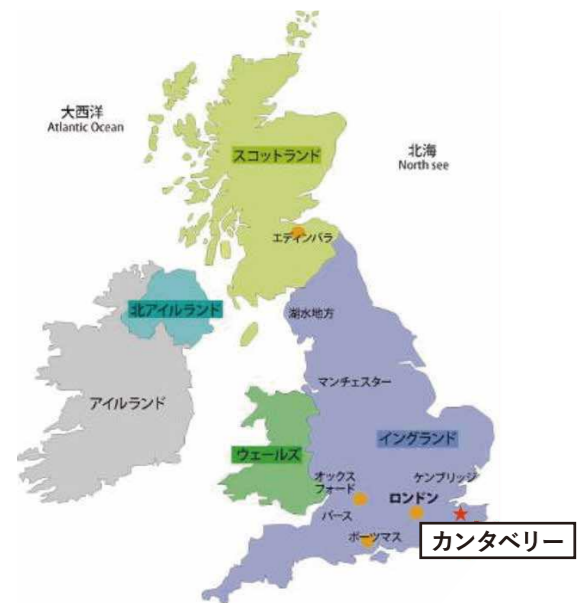 大西洋
Atlantic Ocean
北海
North see
スコットランド
エディンバラ
北アイルランド
湖水地方
アイルランド
マンチェスター
イングランド
ウェールズ
オックス
フォード
ケンブリッジ
ロンドン
バース
ポーツマス
カンタベリー